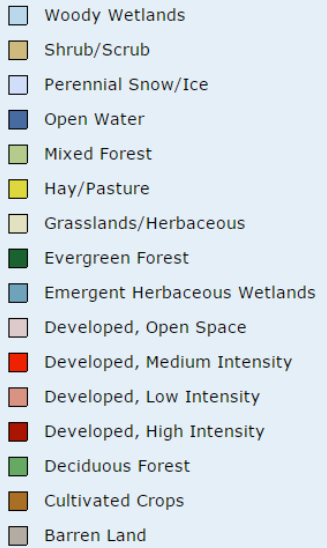 Woody Wetlands
Shrub/Scrub
Perennial Snow/Ice
Open Water
Mixed Forest
Hay/Pasture
Grasslands/Herbaceous
Evergreen Forest
Emergent Herbaceous Wetlands
Developed, Open Space
Developed, Medium Intensity
Developed, Low Intensity
Developed, High Intensity
Deciduous Forest
Cultivated Crops
Barren Land